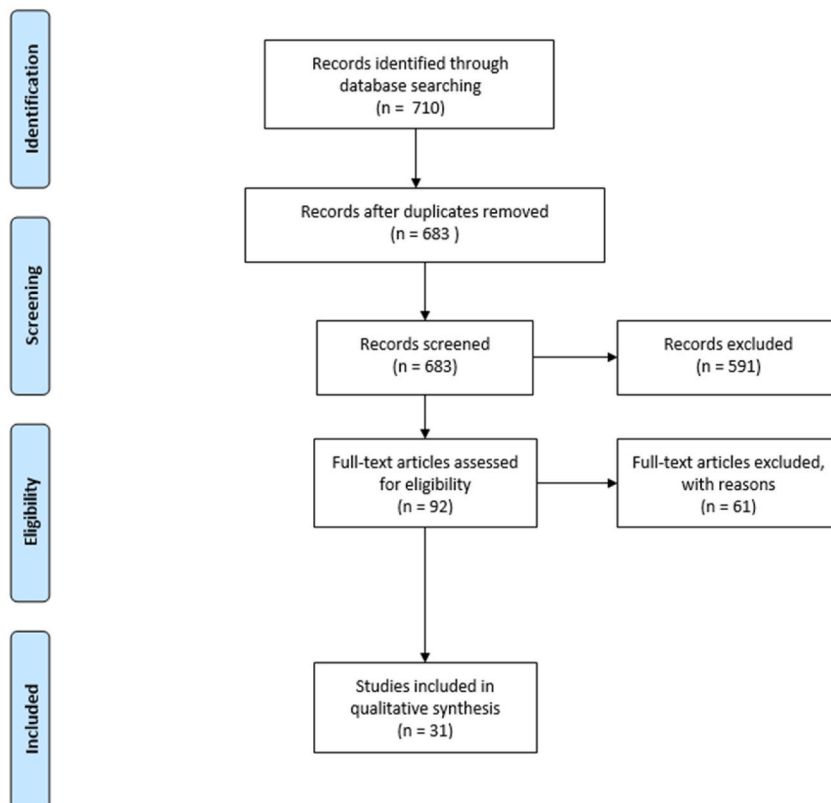 Identification
Records identified through
database searching
(n = 710)
Records after duplicates removed
(n = 683 )
Screening
Records screened
(n = 683)
Records excluded
(n = 591)
Eligibility
Full-text articles assessed
for eligibility
(n = 92)
Full-text articles excluded,
with reasons
(n = 61)
Included
Studies included in
qualitative synthesis
(n = 31)